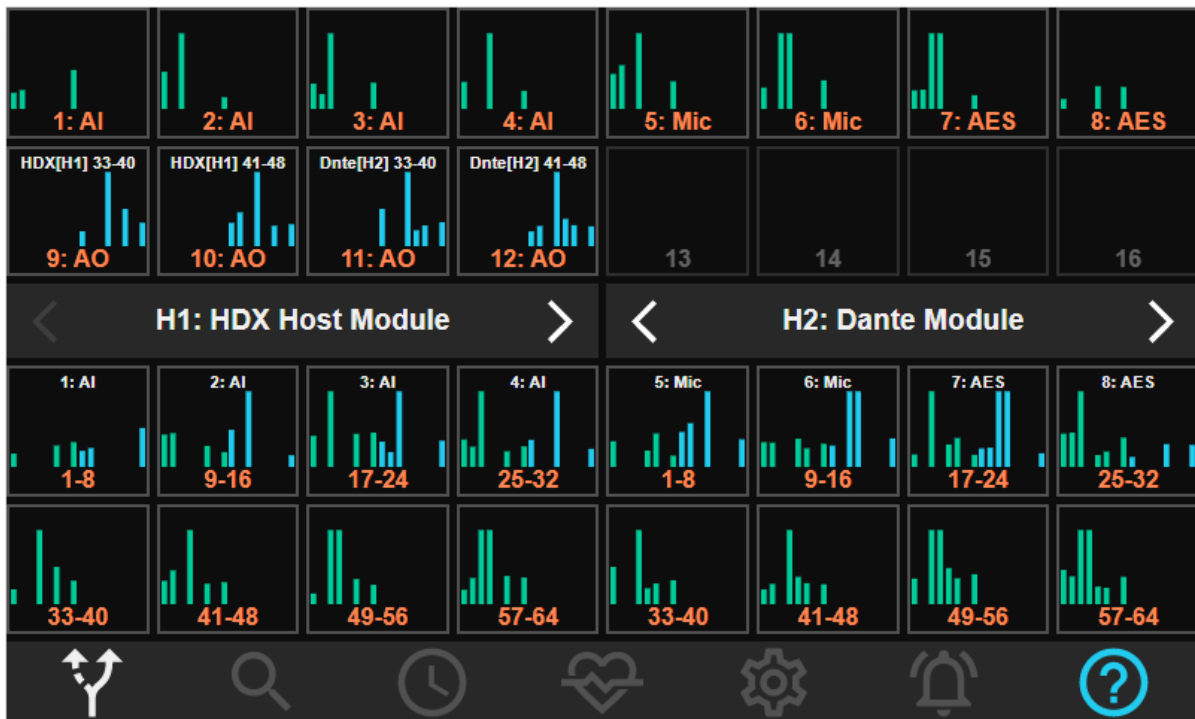 1: AI 2: AI 3: AI 4: AI 5: Mic 6: Mic 7: AES 8: AES
HDX[H1] 33-40 HDX[H1] 41-48 Dnte[H2] 33-40 Dnte[H2] 41-48
9: AO 10: AO 11: AO 12: AO 13 14 15 16
H1: HDX Host Module H2: Dante Module
1: AI 2: AI 3: AI 4: AI 5: Mic 6: Mic 7: AES 8: AES
1-8 9-16 17-24 25-32 1-8 9-16 17-24 25-32
33-40 41-48 49-56 57-64 33-40 41-48 49-56 57-64
?